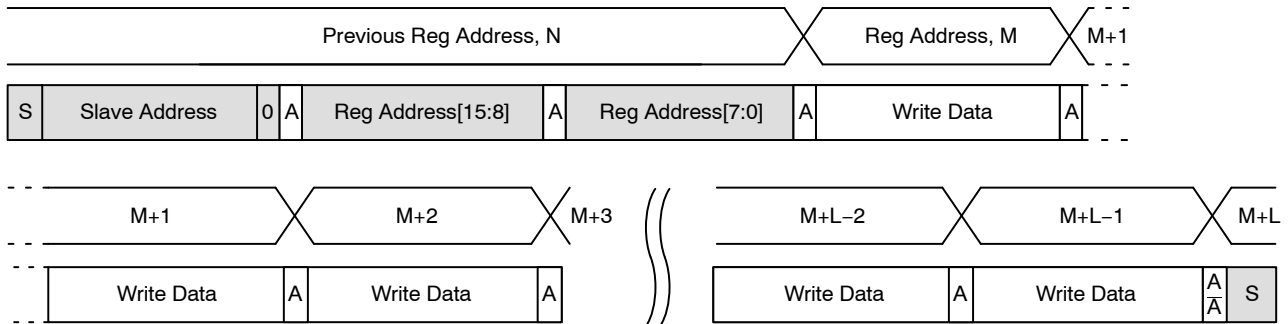 Previous Reg Address, N Reg Address, M M+1
S Slave Address 0 A Reg Address[15:8] A Reg Address[7:0] A Write Data A
M+1 M+2 M+3 M+L−2 M+L−1 M+L
Write Data A Write Data A Write Data A Write Data A A̅ S